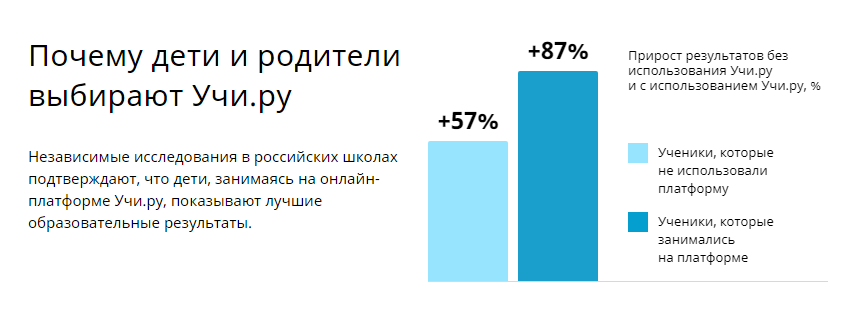 Почему дети и родители
выбирают Учи.ру
Независимые исследования в российских школах
подтверждают, что дети, занимаясь на онлайн-
платформе Учи.ру, показывают лучшие
образовательные результаты.
+57%
+87%
Прирост результатов без
использования Учи.ру
и с использованием Учи.ру, %
Ученики, которые
не использовали
платформу
Ученики, которые
занимались
на платформе